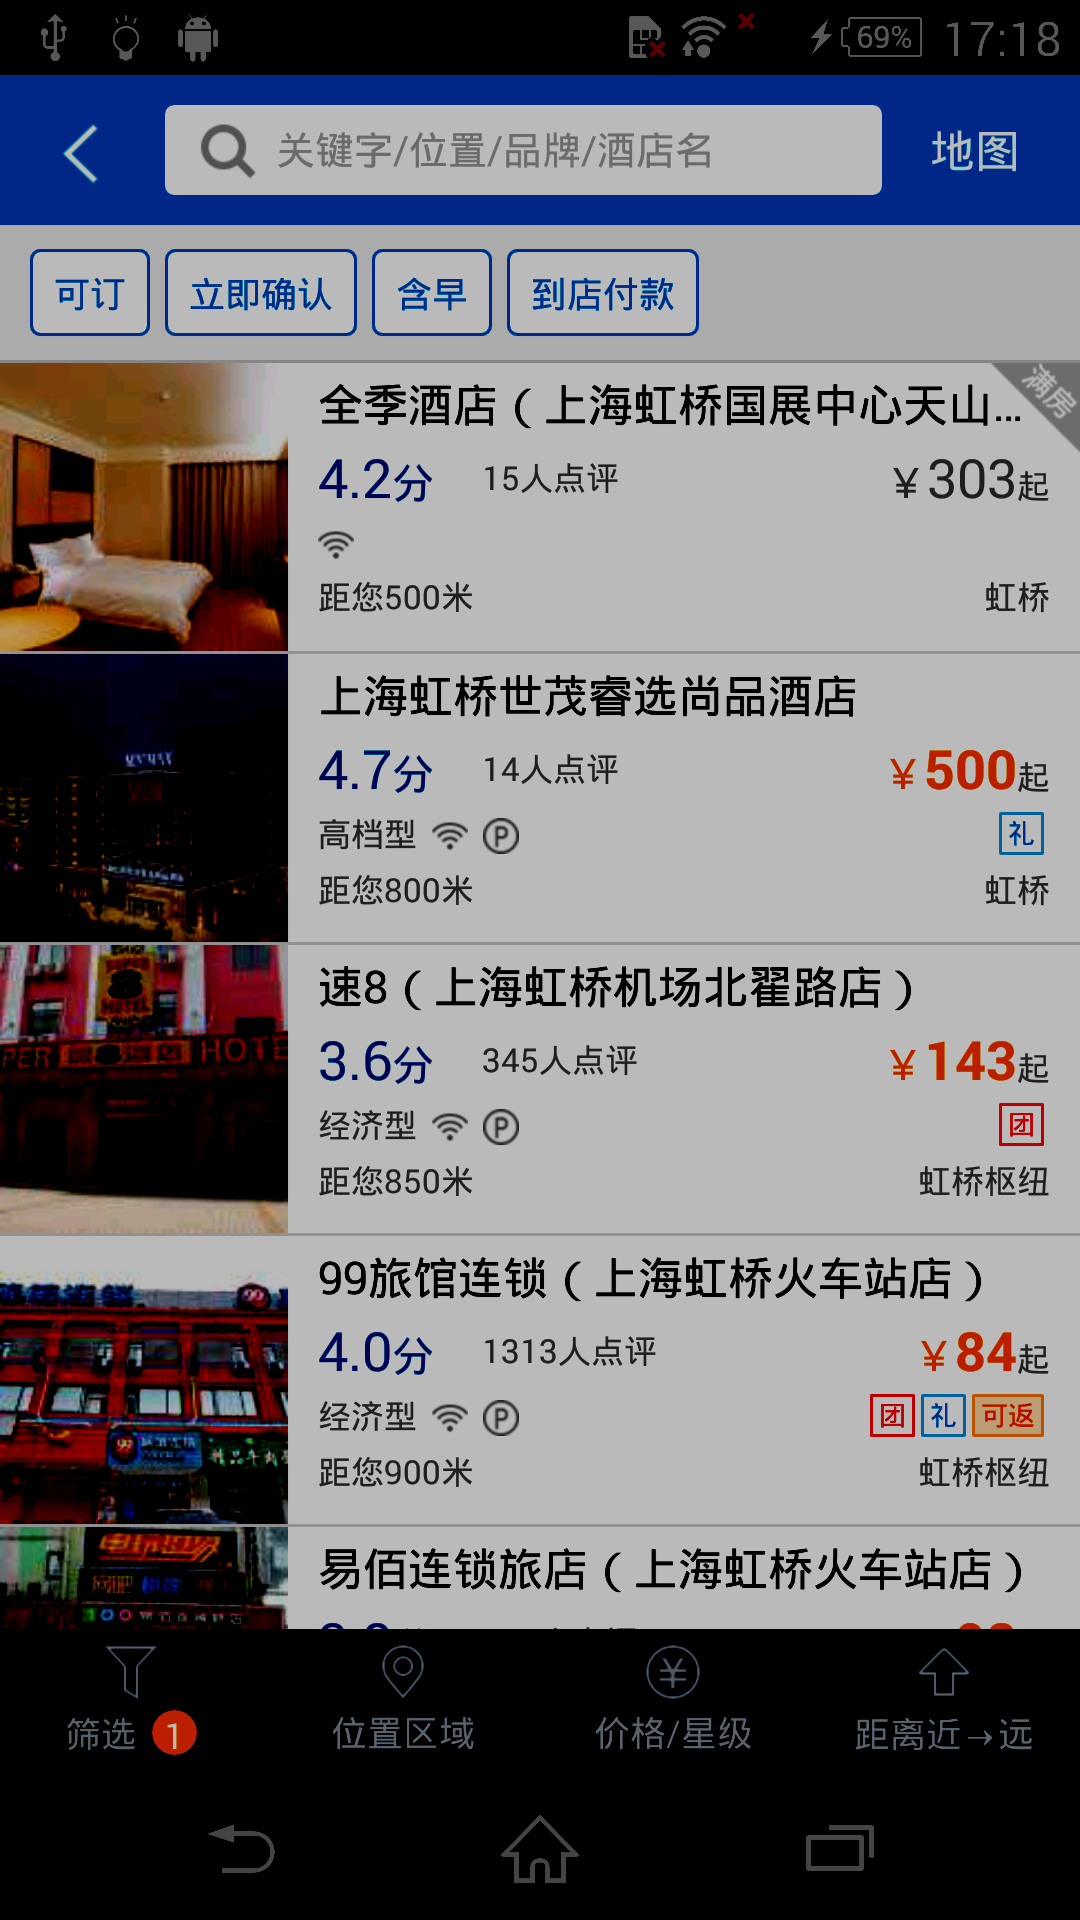 69% 17:18
关键字/位置/品牌/酒店名 地图
可订 立即确认 含早 到店付款
全季酒店（上海虹桥国展中心天山... 满房
4.2分 15人点评 ¥303起
距您500米 虹桥
上海虹桥世茂睿选尚品酒店
4.7分 14人点评 ¥500起
高档型 P 礼
距您800米 虹桥
8
HOTEL
速8（上海虹桥机场北翟路店）
3.6分 345人点评 ¥143起
经济型 P 团
距您850米 虹桥枢纽
99
99旅馆连锁（上海虹桥火车站店）
4.0分 1313人点评 ¥84起
经济型 P 团 礼 可返
距您900米 虹桥枢纽
易佰连锁旅店（上海虹桥火车站店）
筛选 1 位置区域 价格/星级 距离近→远